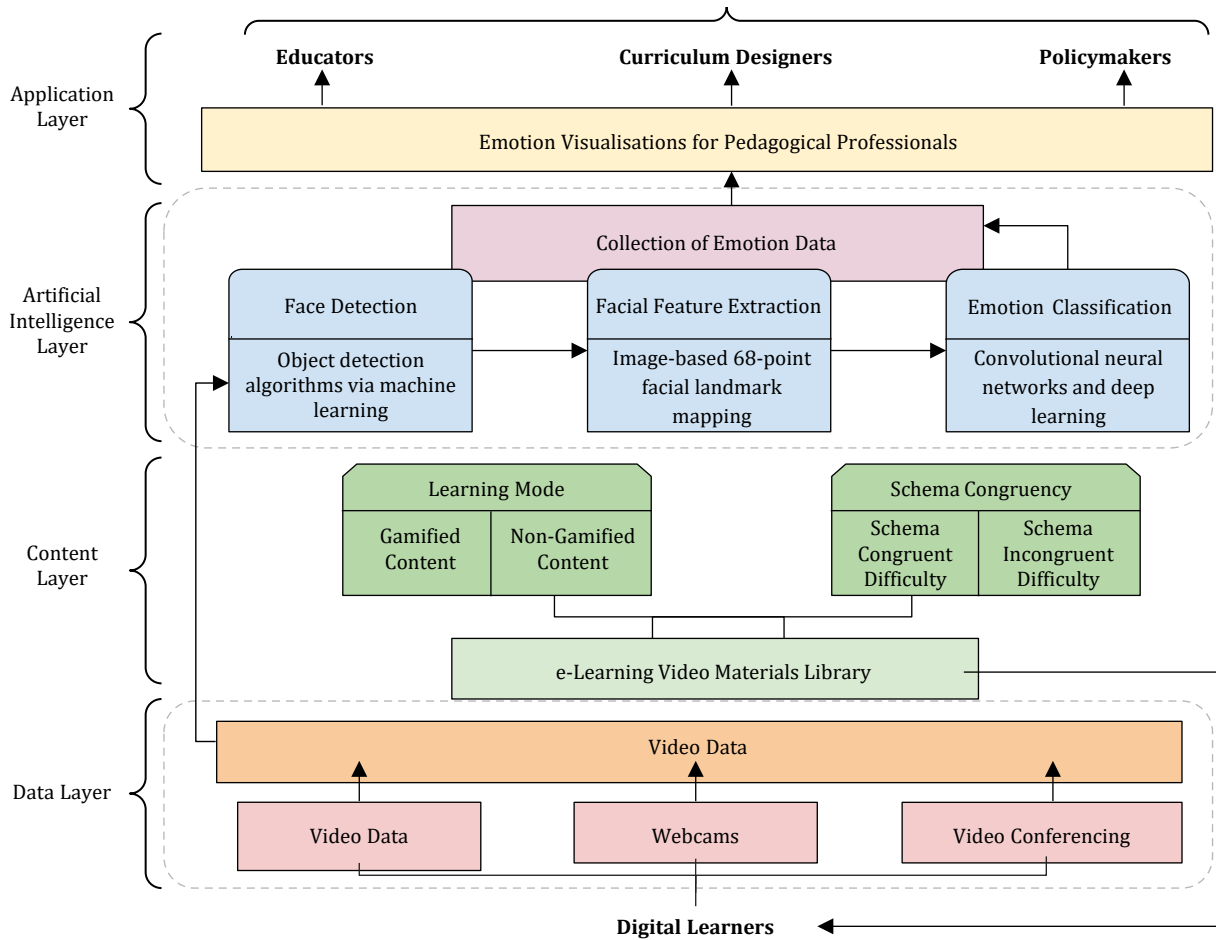 Educators
Curriculum Designers
Policymakers
Application
Layer
Emotion Visualisations for Pedagogical Professionals
Collection of Emotion Data
Artificial
Intelligence
Layer
Face Detection
Object detection
algorithms via machine
learning
Facial Feature Extraction
Image-based 68-point
facial landmark
mapping
Emotion Classification
Convolutional neural
networks and deep
learning
Content
Layer
Learning Mode
Gamified
Content
Non-Gamified
Content
Schema Congruency
Schema
Congruent
Difficulty
Schema
Incongruent
Difficulty
e-Learning Video Materials Library
Data Layer
Video Data
Video Data
Webcams
Video Conferencing
Digital Learners